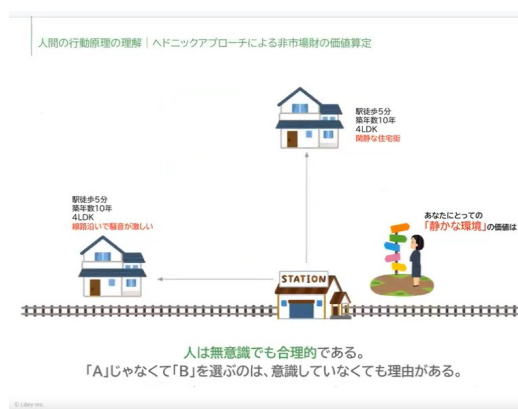 人間の行動原理の理解｜ヘドニックアプローチによる非市場財の価値算定
駅徒歩5分
築年数10年
4LDK
閑静な住宅街
駅徒歩5分
築年数10年
4LDK
線路沿いで騒音が激しい
あなたにとっての
「静かな環境」の価値は
STATION
人は無意識でも合理的である。
「A」じゃなくて「B」を選ぶのは、意識していなくても理由がある。